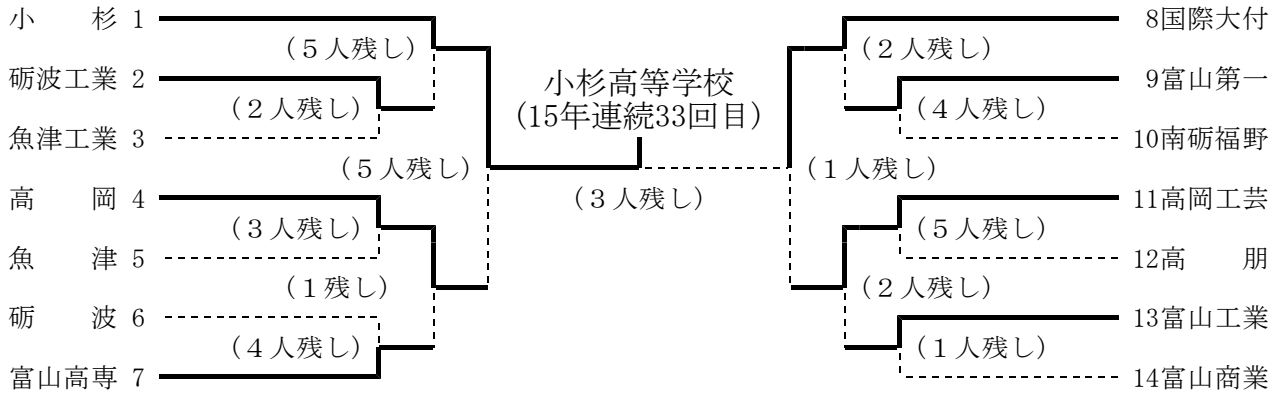 小　杉 1
8国際大付
（5人残し）
（2人残し）
砺波工業 2
小杉高等学校
9富山第一
（2人残し）
(15年連続33回目)
（4人残し）
魚津工業 3
10南砺福野
（5人残し）
（1人残し）
高　岡 4
（3人残し）
11高岡工芸
（3人残し）
（5人残し）
魚　津 5
12高　朋
（1残し）
（2人残し）
砺　波 6
13富山工業
（4人残し）
（1人残し）
富山高専 7
14富山商業